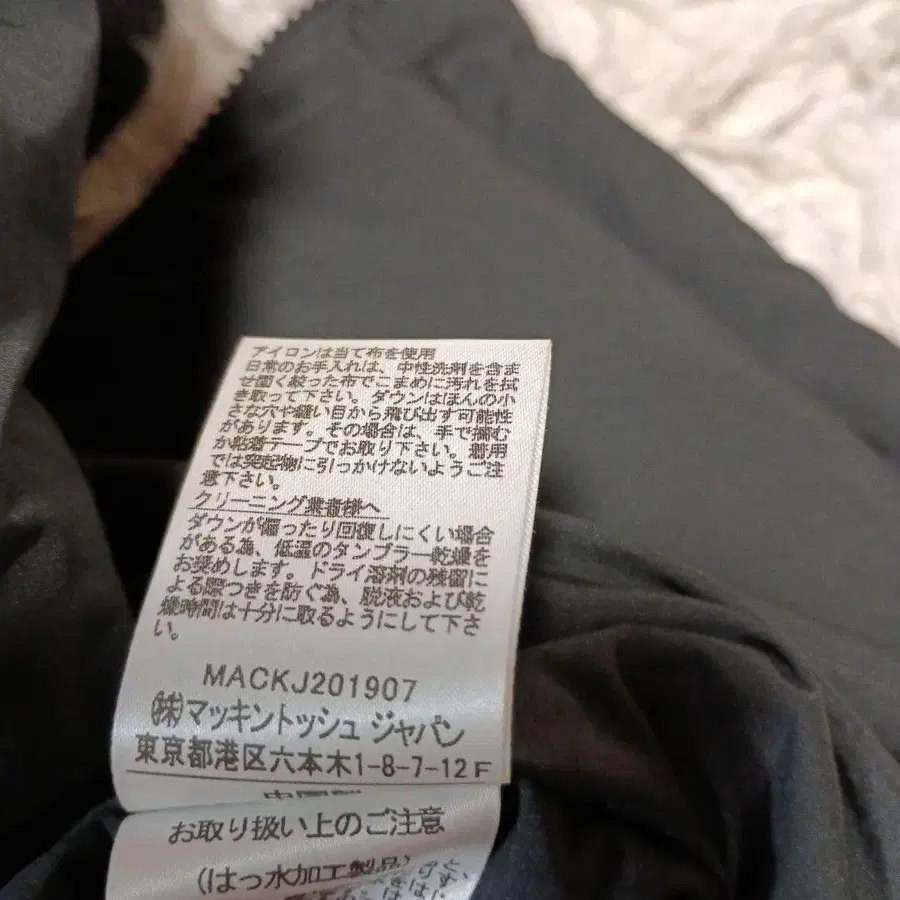 アイロンは当て布を使用
日常のお手入れは、中性洗剤を含ま
せ固く絞った布でこまめに汚れを拭
き取って下さい。ダウンはほんの小
さな穴や縫い目から飛び出す可能性
があります。その場合は、手で摘む
か粘着テープでお取り下さい。着用
では突起物に引っかけないようご注
意下さい。
クリーニング業者様へ
ダウンが偏ったり回復しにくい場合
がある為、低温のタンブラー乾燥を
お奨めします。ドライ溶剤の残留に
よる際つきを防ぐ為、脱液および乾
燥時間は十分に取るようにして下さ
い。
MACKJ201907
㈱マッキントッシュ ジャパン
東京都港区六本木1-8-7-12F
中国製
お取り扱い上のご注意
(はっ水加工製品)